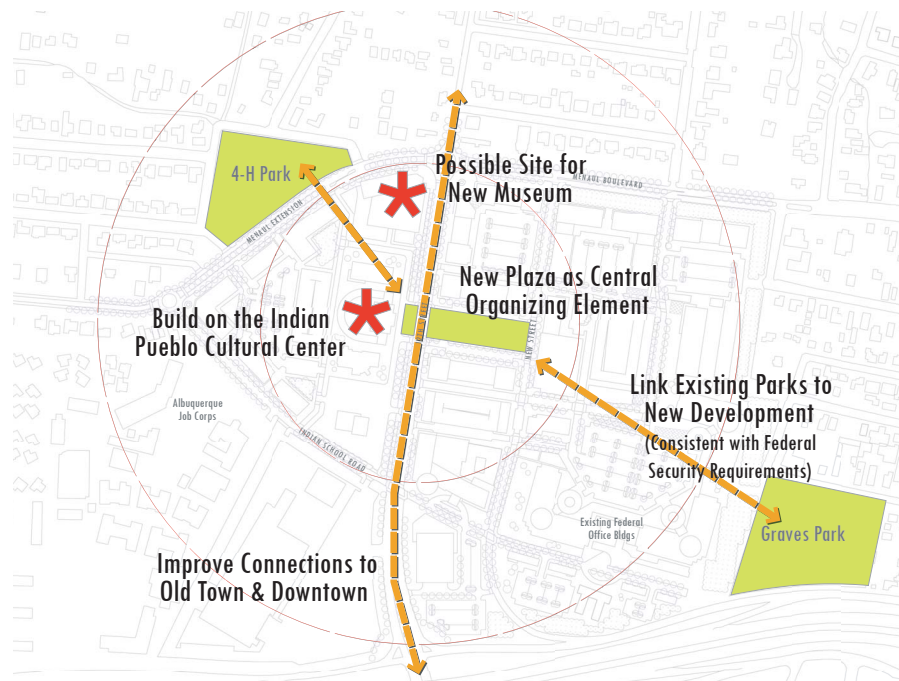 Possible Site for
New Museum
MENAUL BOULEVARD
4-H Park
MENAUL EXTENSION
New Plaza as Central
Organizing Element
Build on the Indian
Pueblo Cultural Center
NEW STREET
Link Existing Parks to
New Development
(Consistent with Federal
Security Requirements)
Albuquerque
Job Corps
INDIAN SCHOOL ROAD
Existing Federal
Office Bldgs
Graves Park
Improve Connections to
Old Town & Downtown